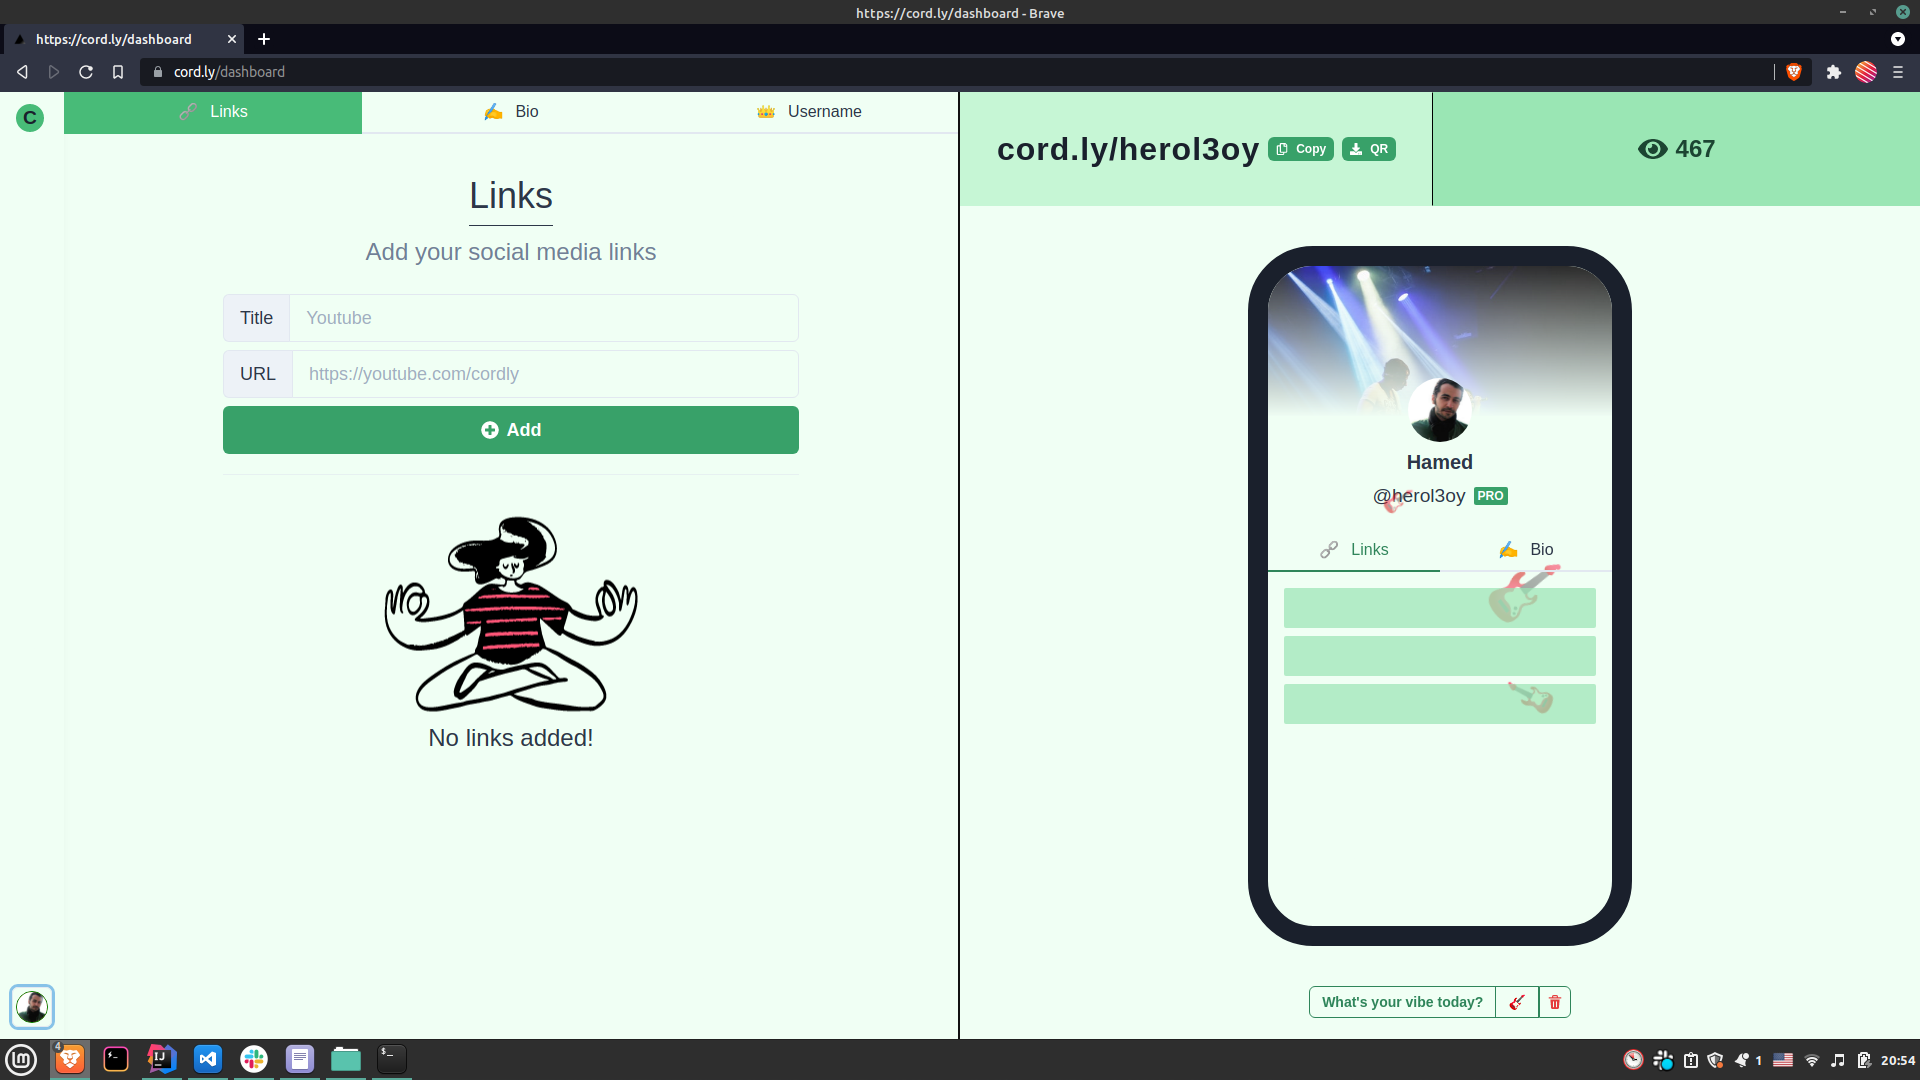 https://cord.ly/dashboard - Brave
https://cord.ly/dashboard
cord.ly/dashboard
C
Links
Bio
Username
cord.ly/herol3oy
Copy
QR
467
Links
Add your social media links
Title
Youtube
URL
https://youtube.com/cordly
Add
No links added!
Hamed
@herol3oy
PRO
Links
Bio
What's your vibe today?
4
IJ
1
20:54